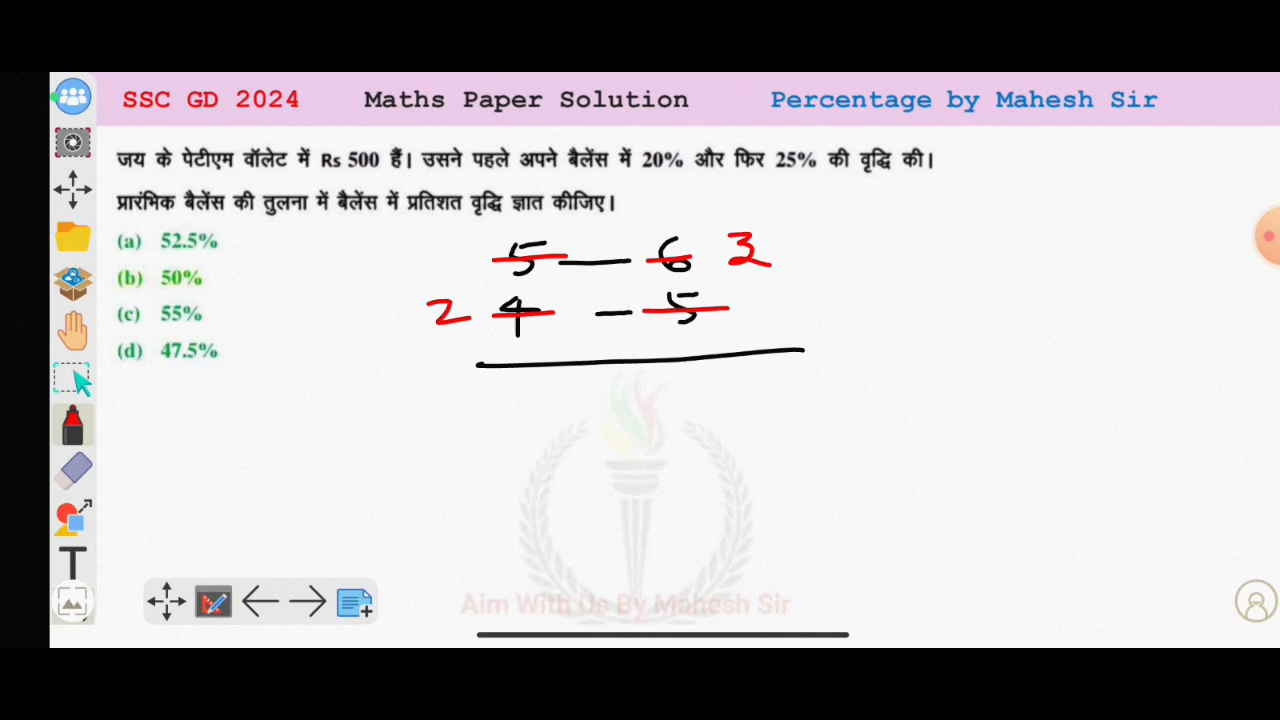 SSC GD 2024 Maths Paper Solution Percentage by Mahesh Sir
जय के पेटीएम वॉलेट में Rs 500 हैं। उसने पहले अपने बैलेंस में 20% और फिर 25% की वृद्धि की।
प्रारंभिक बैलेंस की तुलना में बैलेंस में प्रतिशत वृद्धि ज्ञात कीजिए।
(a) 52.5%
(b) 50%
(c) 55%
(d) 47.5%
5 — 6 3
2 4 — 5
T
Aim With Us By Mahesh Sir